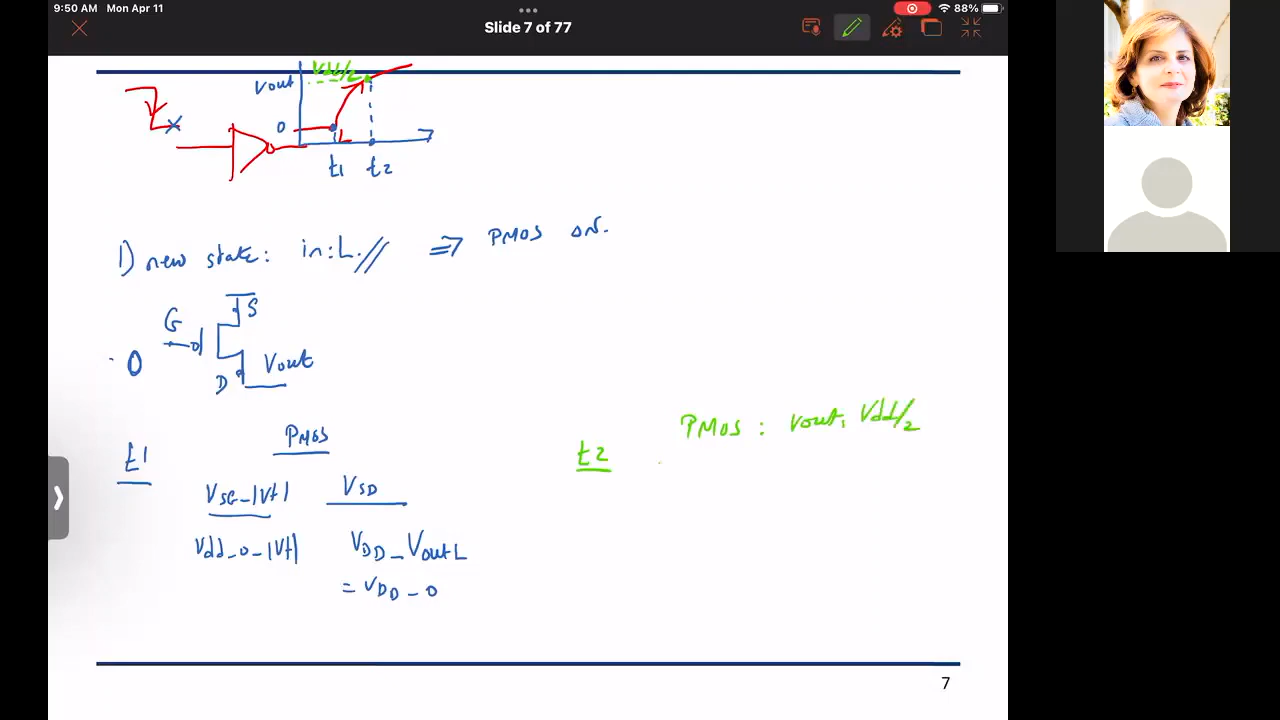 9:50 AM Mon Apr 11
88%
Slide 7 of 77
Vdd/2
Vout
0
L
t1 t2
1) new state: in:L // ⇒ PMOS on.
G S
0 Vout
D
t1 PMOS
VSG-|Vt| VSD
Vdd-0-|Vt| VDD-VoutL
= VDD-0
PMOS : Vout, Vdd/2
t2
7